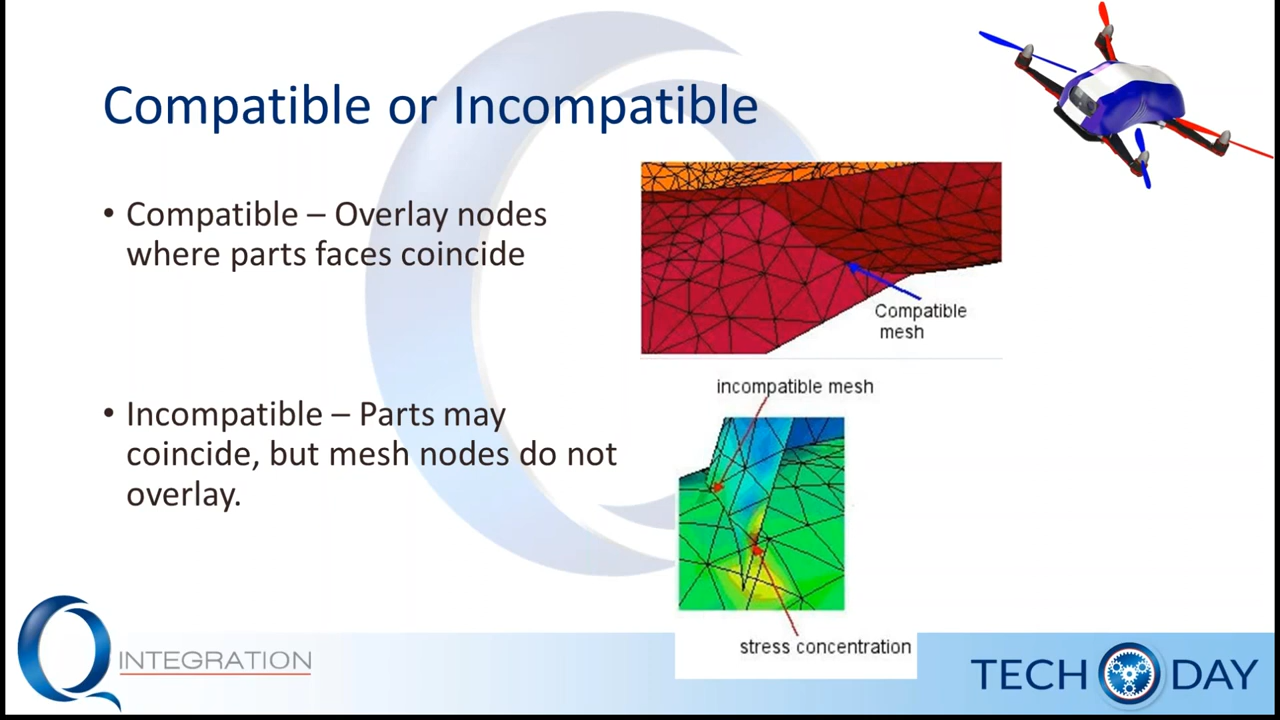 Compatible or Incompatible
• Compatible – Overlay nodes
where parts faces coincide
Compatible
mesh
incompatible mesh
• Incompatible – Parts may
coincide, but mesh nodes do not
overlay.
stress concentration
Q INTEGRATION
TECH DAY